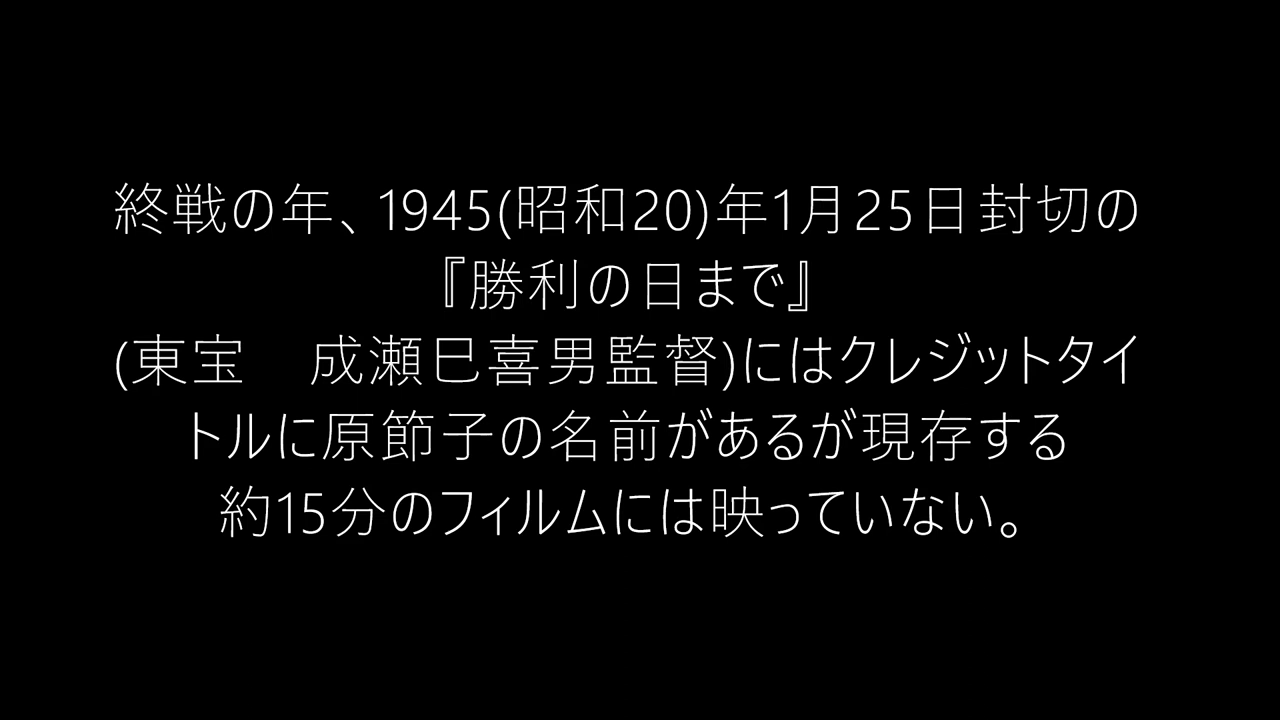 終戦の年、1945(昭和20)年1月25日封切の
『勝利の日まで』
(東宝　成瀬巳喜男監督)にはクレジットタイ
トルに原節子の名前があるが現存する
約15分のフィルムには映っていない。